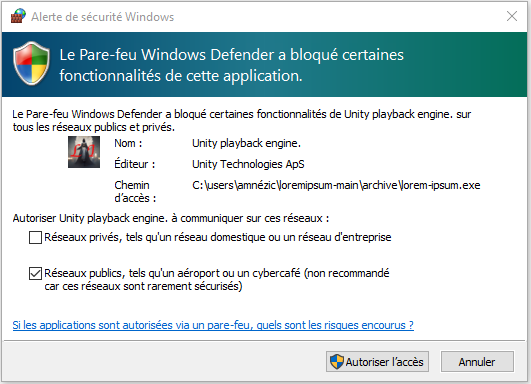 Alerte de sécurité Windows
Le Pare-feu Windows Defender a bloqué certaines
fonctionnalités de cette application.
Le Pare-feu Windows Defender a bloqué certaines fonctionnalités de Unity playback engine. sur
tous les réseaux publics et privés.
Nom : Unity playback engine.
Éditeur : Unity Technologies ApS
Chemin C:\users\amnézic\loremipsum-main\archive\lorem-ipsum.exe
d'accès :
Autoriser Unity playback engine. à communiquer sur ces réseaux :
Réseaux privés, tels qu'un réseau domestique ou un réseau d'entreprise
Réseaux publics, tels qu'un aéroport ou un cybercafé (non recommandé
car ces réseaux sont rarement sécurisés)
Si les applications sont autorisées via un pare-feu, quels sont les risques encourus ?
Autoriser l'accès Annuler